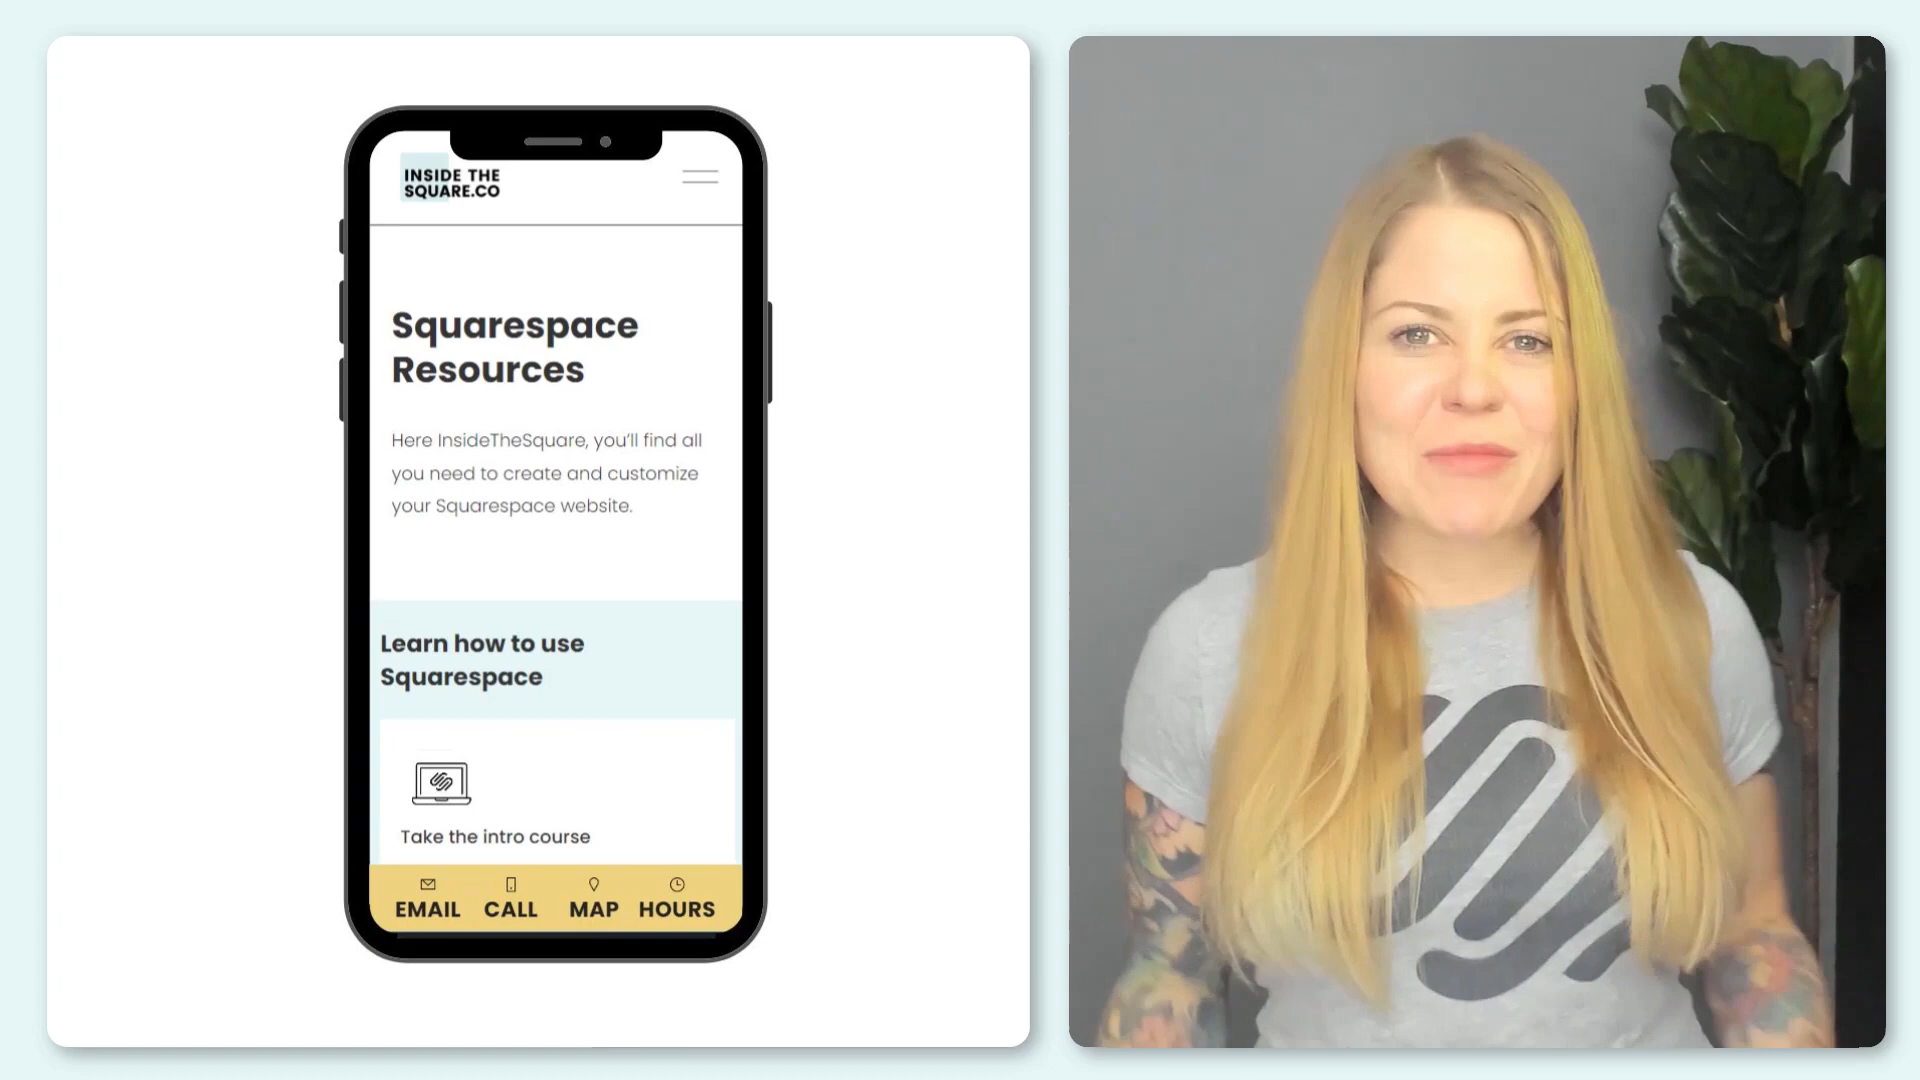 INSIDE THE
SQUARE.CO
Squarespace
Resources
Here InsideTheSquare, you'll find all
you need to create and customize
your Squarespace website.
Learn how to use
Squarespace
Take the intro course
EMAIL CALL MAP HOURS